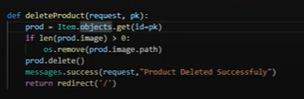 def deleteProduct(request, pk):
    prod = Item.objects.get(id=pk)
    if len(prod.image) > 0:
        os.remove(prod.image.path)
    prod.delete()
    messages.success(request,"Product Deleted Successfuly")
    return redirect('/')